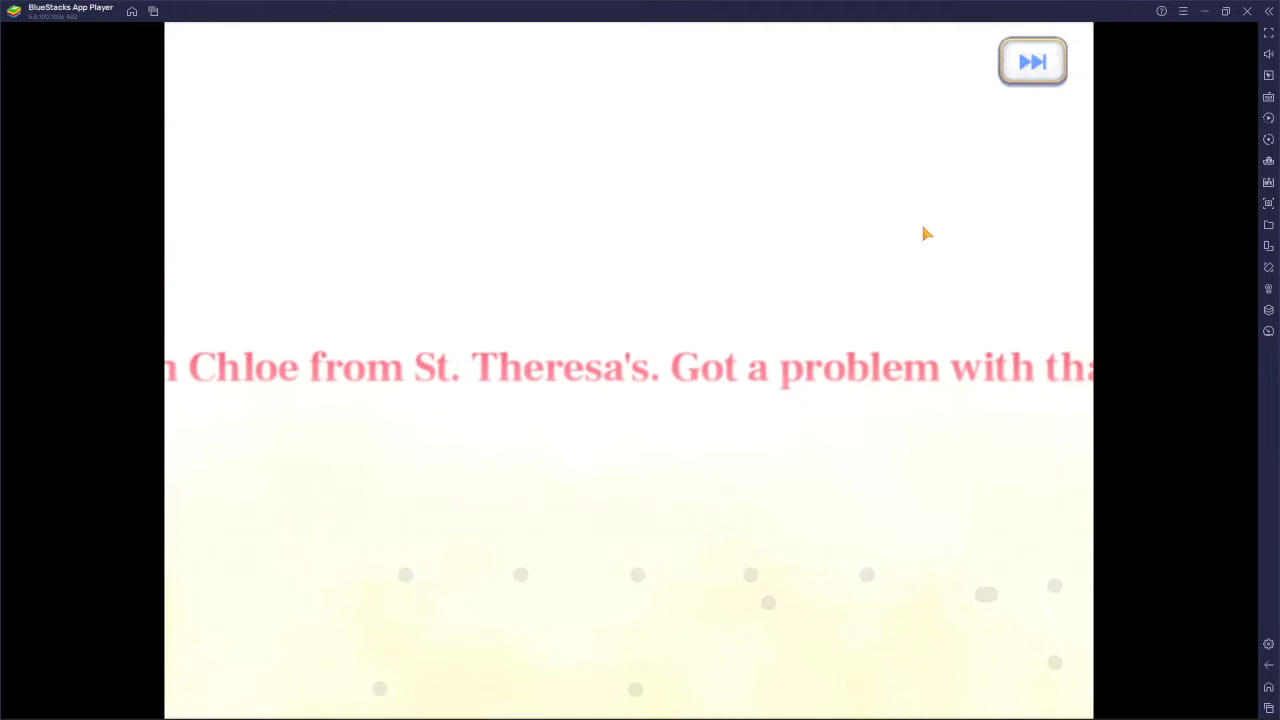 BlueStacks App Player
Chloe from St. Theresa's. Got a problem with